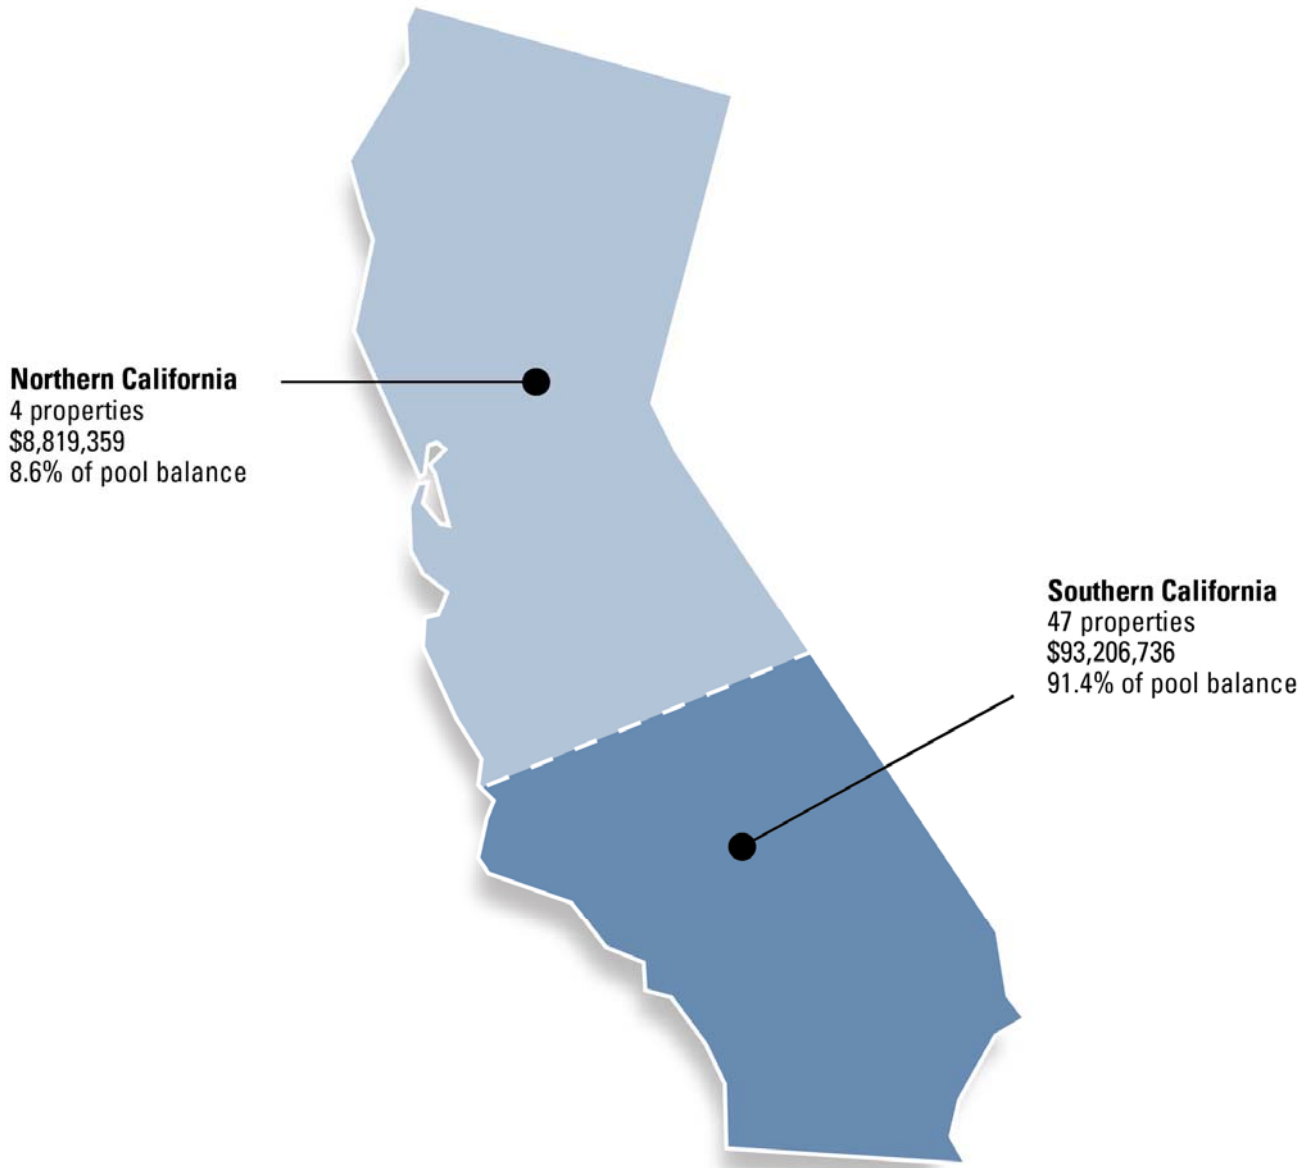 Northern California
4 properties
$8,819,359
8.6% of pool balance
Southern California
47 properties
$93,206,736
91.4% of pool balance